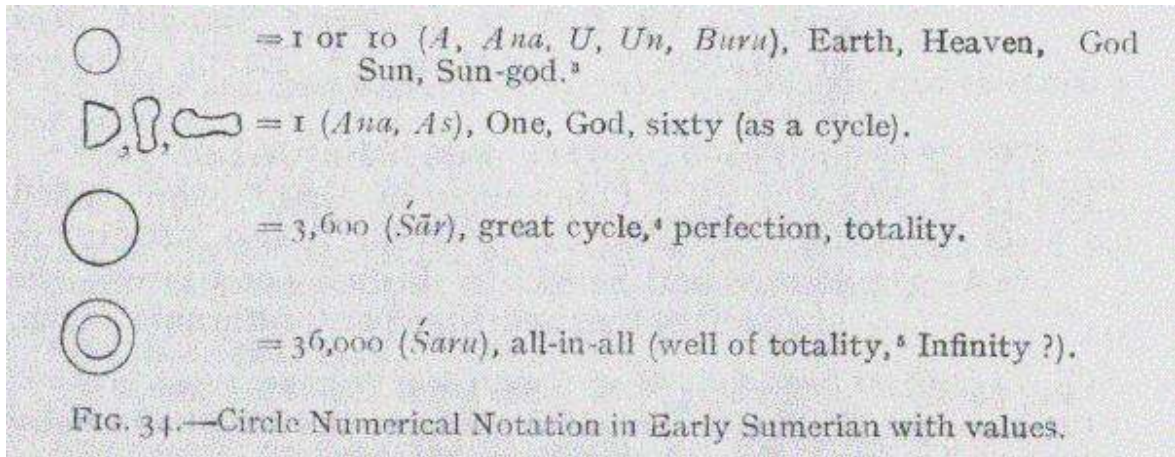 =1 or 10 (A, Ana, U, Un, Buru), Earth, Heaven, God
Sun, Sun-god.³
=1 (Ana, As), One, God, sixty (as a cycle).
=3,600 (Śār), great cycle,⁴ perfection, totality.
=36,000 (Śaru), all-in-all (well of totality,⁵ Infinity ?).
FIG. 34.—Circle Numerical Notation in Early Sumerian with values.